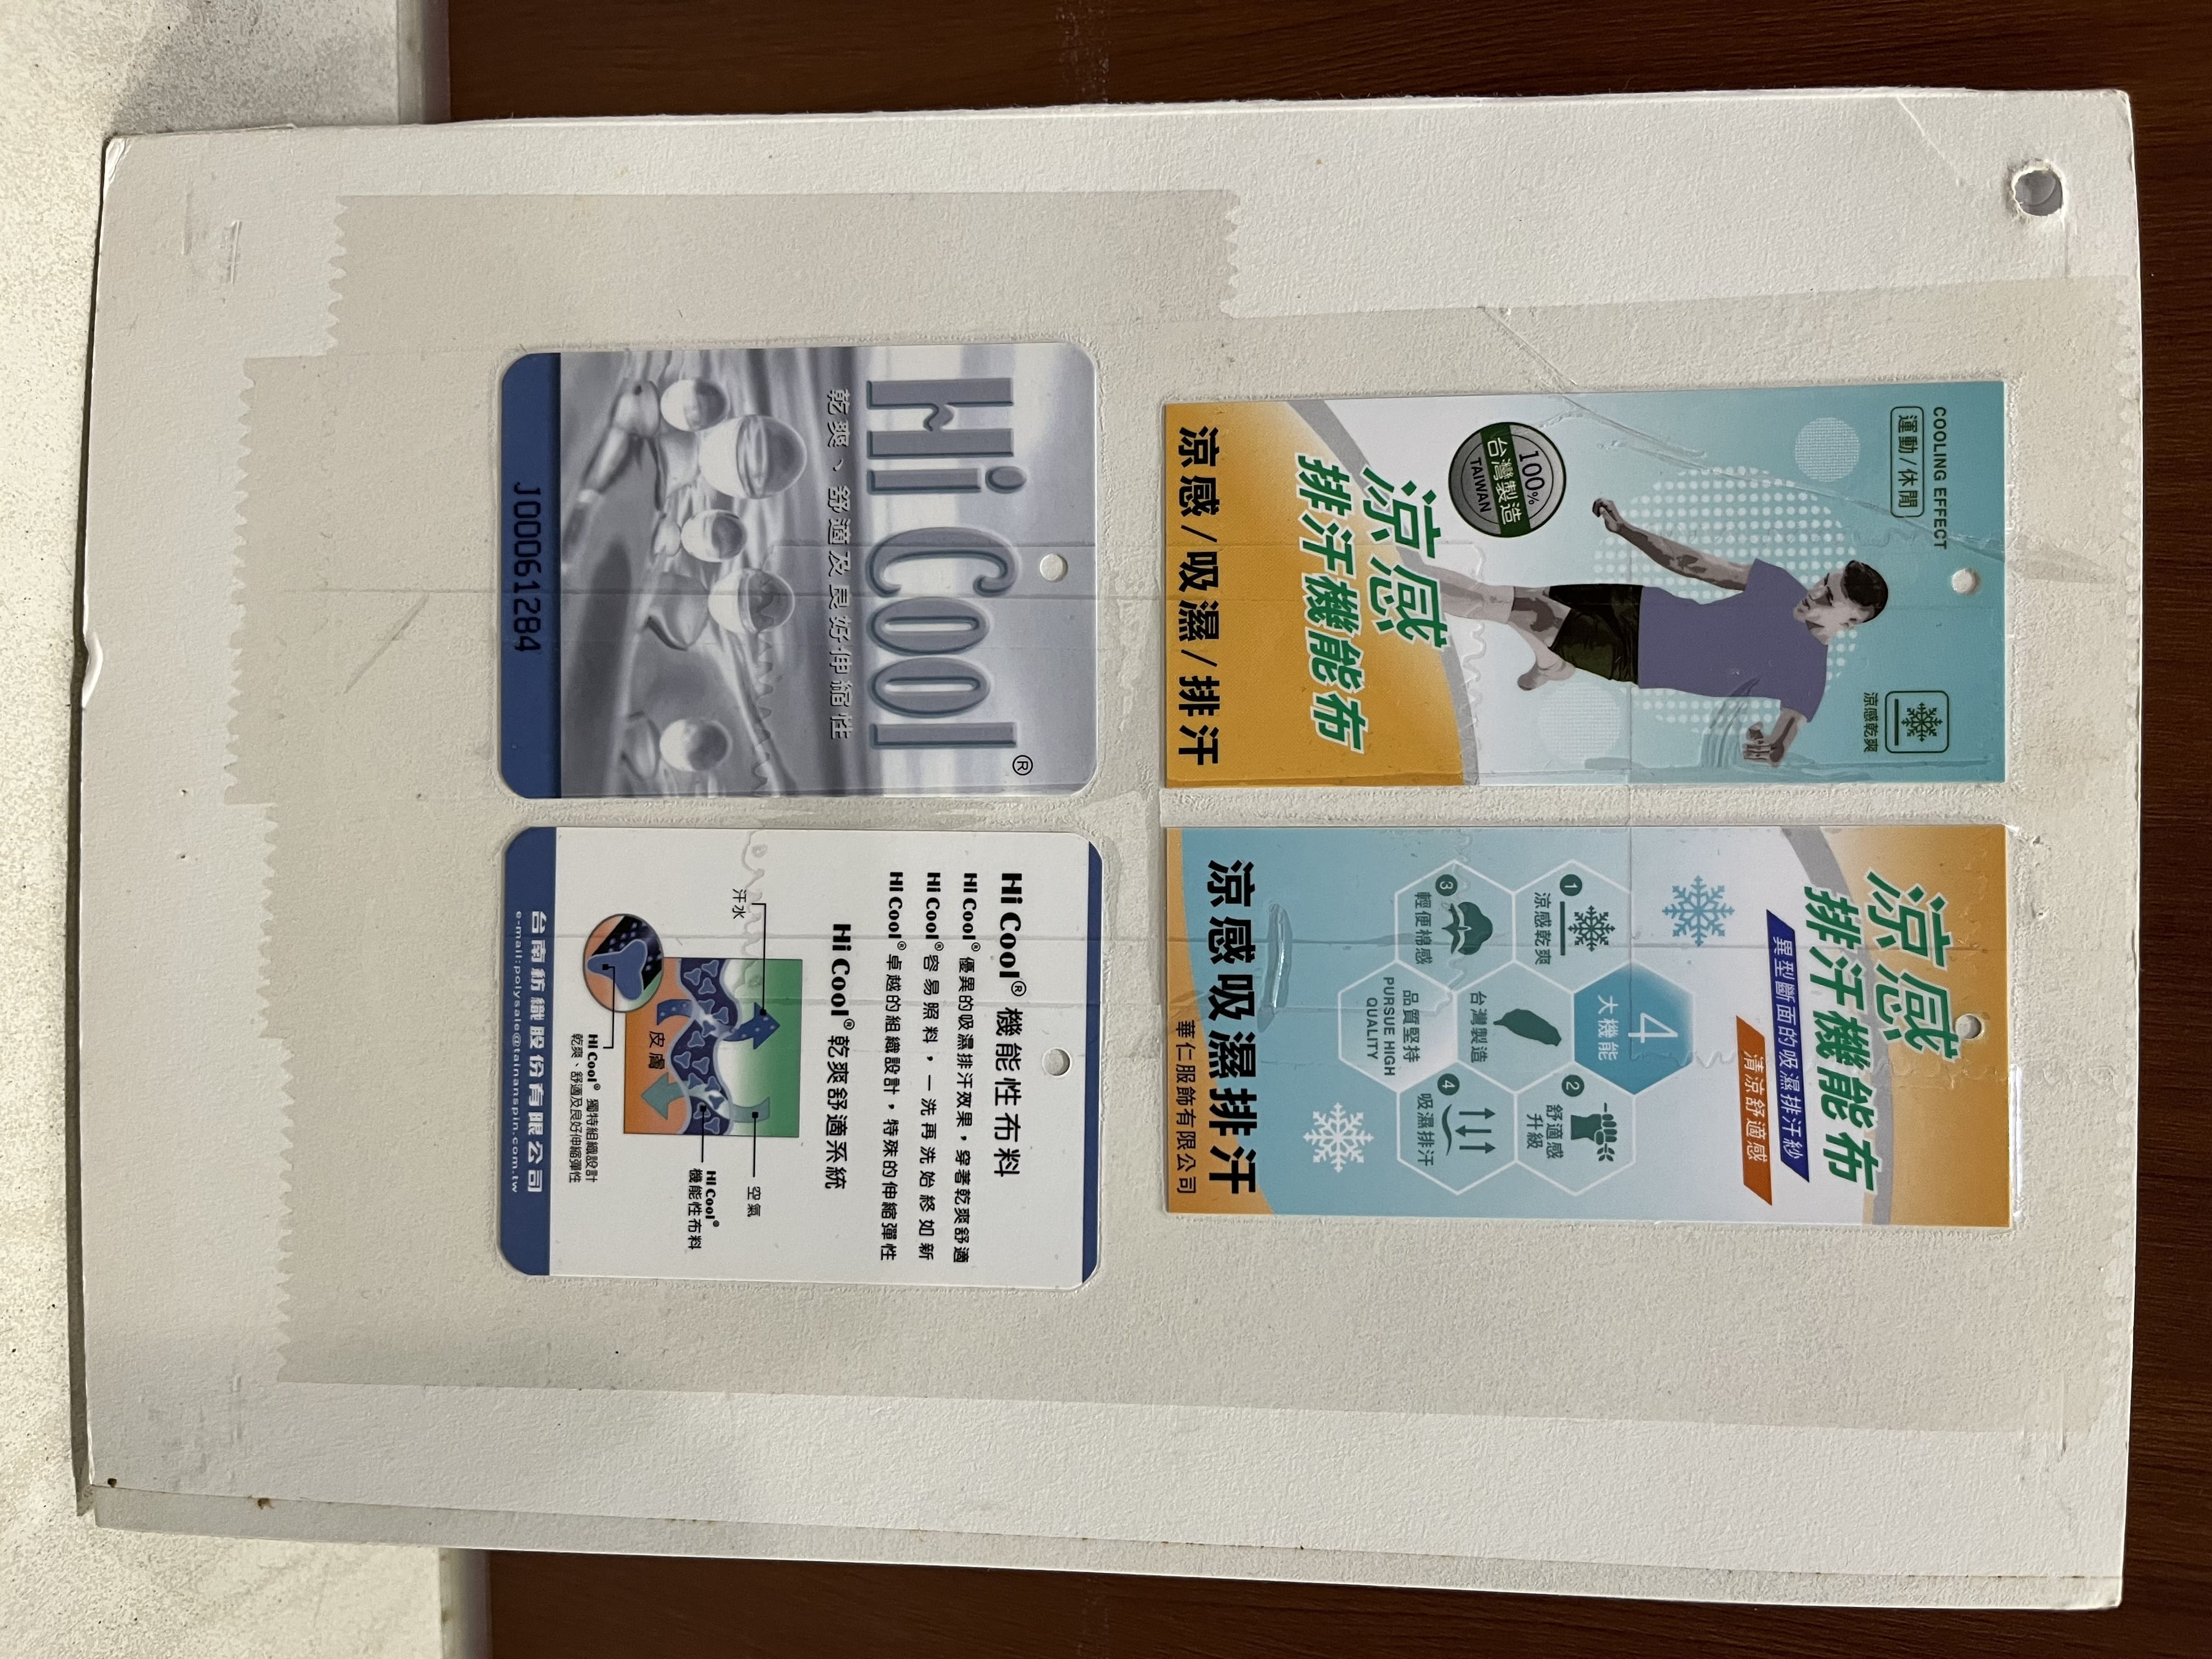 COOLING EFFECT
運動/休閒
涼感乾爽
100%
台灣製造
TAIWAN
涼感
排汗機能布
涼感/吸濕/排汗
涼感
排汗機能布
異型斷面的吸濕排汗紗
清涼舒適感
4
大機能
1
涼感乾爽
2
舒適感
升級
台灣製造
3
輕便棉感
4
吸濕排汗
品質堅持
PURSUE HIGH
QUALITY
涼感吸濕排汗
華仁服飾有限公司
Hi Cool®
乾爽、舒適及良好伸縮性
J00061284
Hi Cool® 機能性布料
Hi Cool® 優異的吸濕排汗效果，穿著乾爽舒適
Hi Cool® 容易照料，一洗再洗始終如新
Hi Cool® 卓越的組織設計，特殊的伸縮彈性
Hi Cool® 乾爽舒適系統
汗水
空氣
Hi Cool®
機能性布料
皮膚
Hi Cool® 獨特組織設計
乾爽、舒適及良好伸縮彈性
台南紡織股份有限公司
e-mail:polysale@tainanspin.com.tw